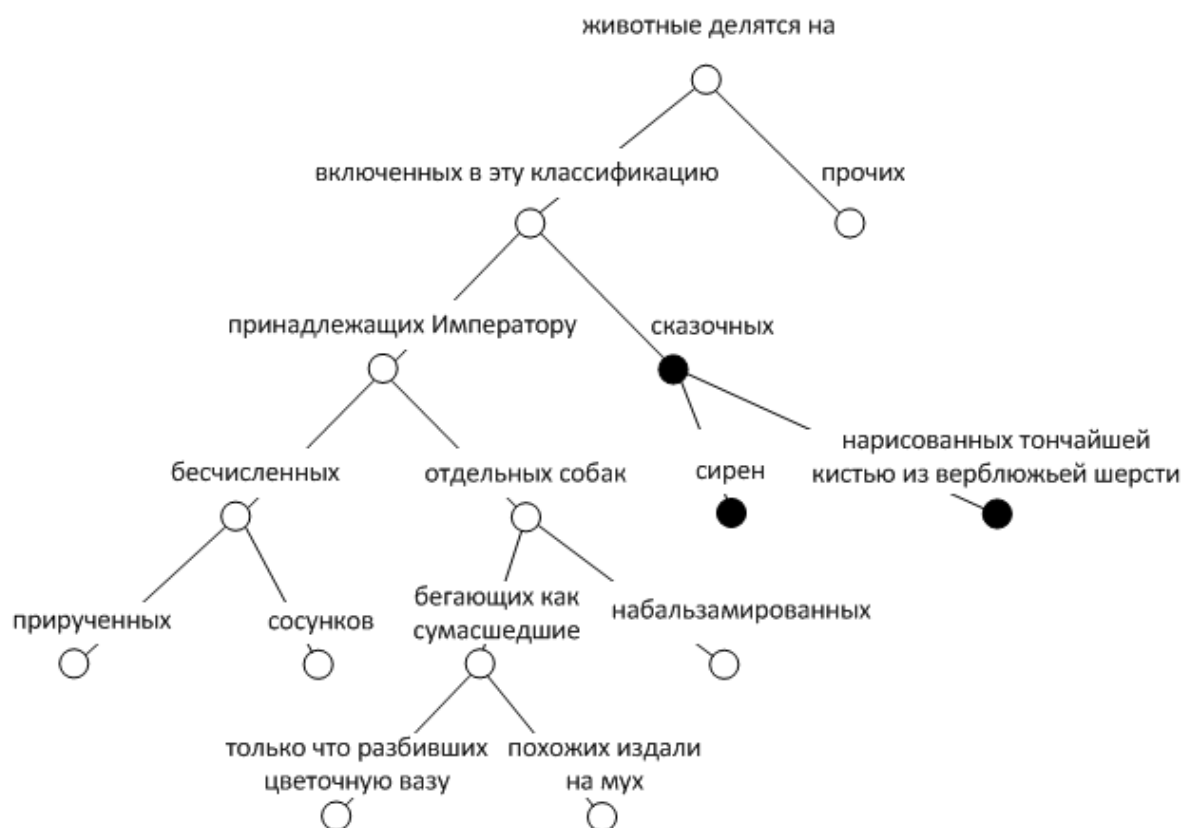 животные делятся на
включенных в эту классификацию
прочих
принадлежащих Императору
сказочных
бесчисленных
отдельных собак
сирен
нарисованных тончайшей
кистью из верблюжьей шерсти
прирученных
сосунков
бегающих как
сумасшедшие
набальзамированных
только что разбивших
цветочную вазу
похожих издали
на мух